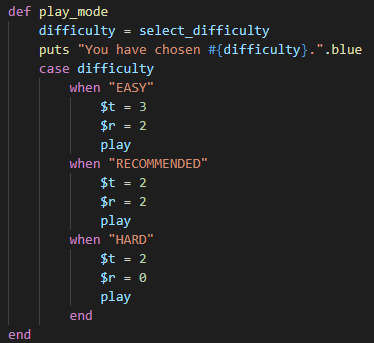 def play_mode
    difficulty = select_difficulty
    puts "You have chosen #{difficulty}.".blue
    case difficulty
        when "EASY"
            $t = 3
            $r = 2
            play
        when "RECOMMENDED"
            $t = 2
            $r = 2
            play
        when "HARD"
            $t = 2
            $r = 0
            play
        end
end